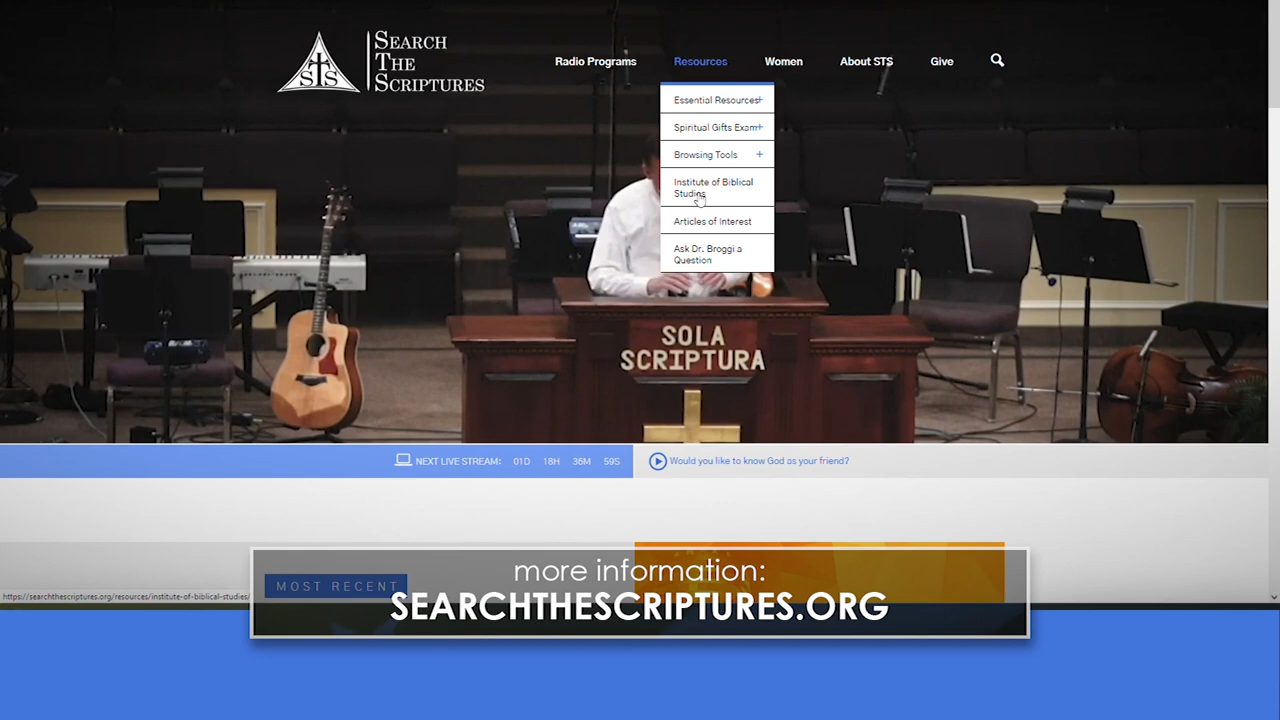 SEARCH
THE
SCRIPTURES
STS
Radio Programs
Resources
Women
About STS
Give
Essential Resources+
Spiritual Gifts Exam+
Browsing Tools +
Institute of Biblical
Studies
Articles of Interest
Ask Dr. Broggi a
Question
SOLA
SCRIPTURA
NEXT LIVE STREAM: 01D 18H 36M 59S
Would you like to know God as your friend?
MOST RECENT
https://searchthescriptures.org/resources/institute-of-biblical-studies/
more information:
SEARCHTHESCRIPTURES.ORG